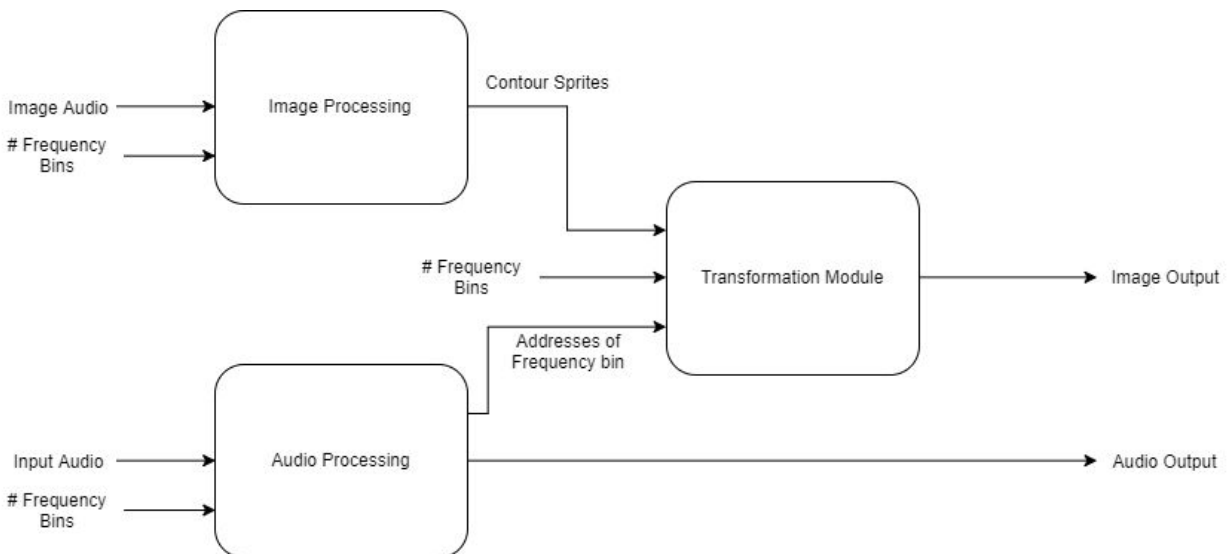 Contour Sprites
Image Audio
Image Processing
# Frequency
Bins
# Frequency
Bins
Transformation Module
Image Output
Addresses of
Frequency bin
Input Audio
Audio Processing
Audio Output
# Frequency
Bins